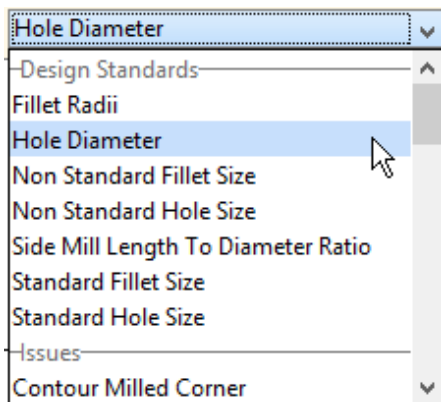 Hole Diameter
Design Standards
Fillet Radii
Hole Diameter
Non Standard Fillet Size
Non Standard Hole Size
Side Mill Length To Diameter Ratio
Standard Fillet Size
Standard Hole Size
Issues
Contour Milled Corner